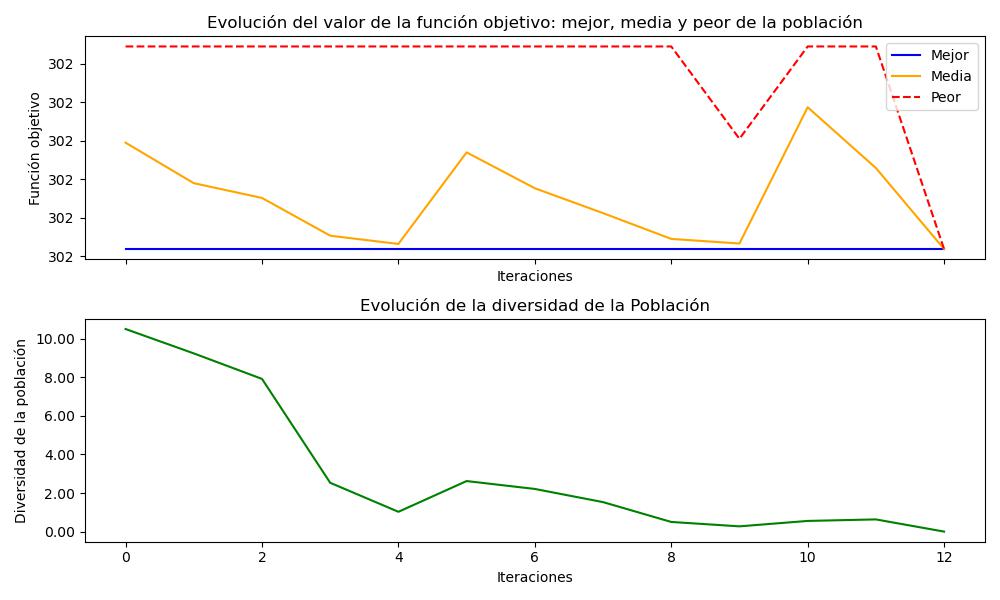 Evolución del valor de la función objetivo: mejor, media y peor de la población
Función objetivo
302
302
302
302
302
302
Mejor
Media
Peor
Iteraciones
Evolución de la diversidad de la Población
Diversidad de la población
10.00
8.00
6.00
4.00
2.00
0.00
0 2 4 6 8 10 12
Iteraciones